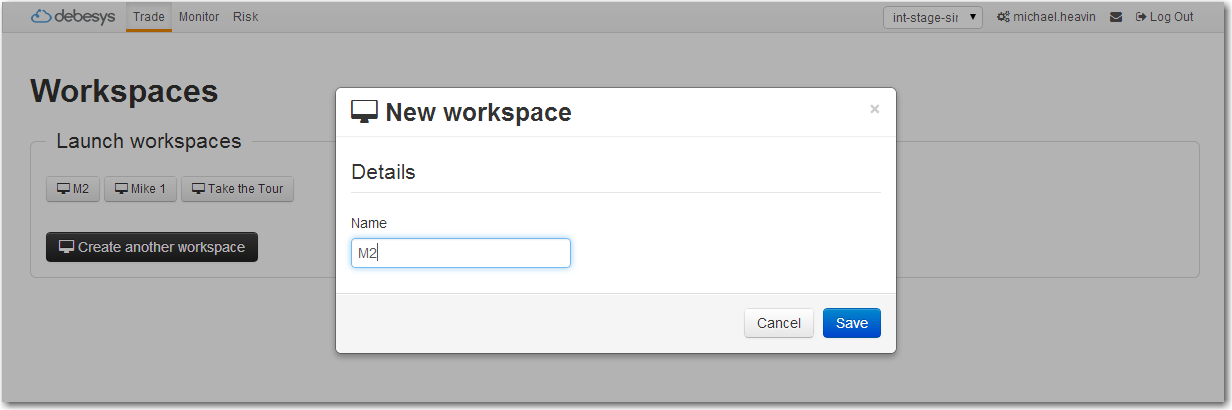 debesys Trade Monitor Risk int-stage-sir michael.heavin Log Out
Workspaces
Launch workspaces
M2 Mike 1 Take the Tour
Create another workspace
New workspace ×
Details
Name
M2
Cancel Save